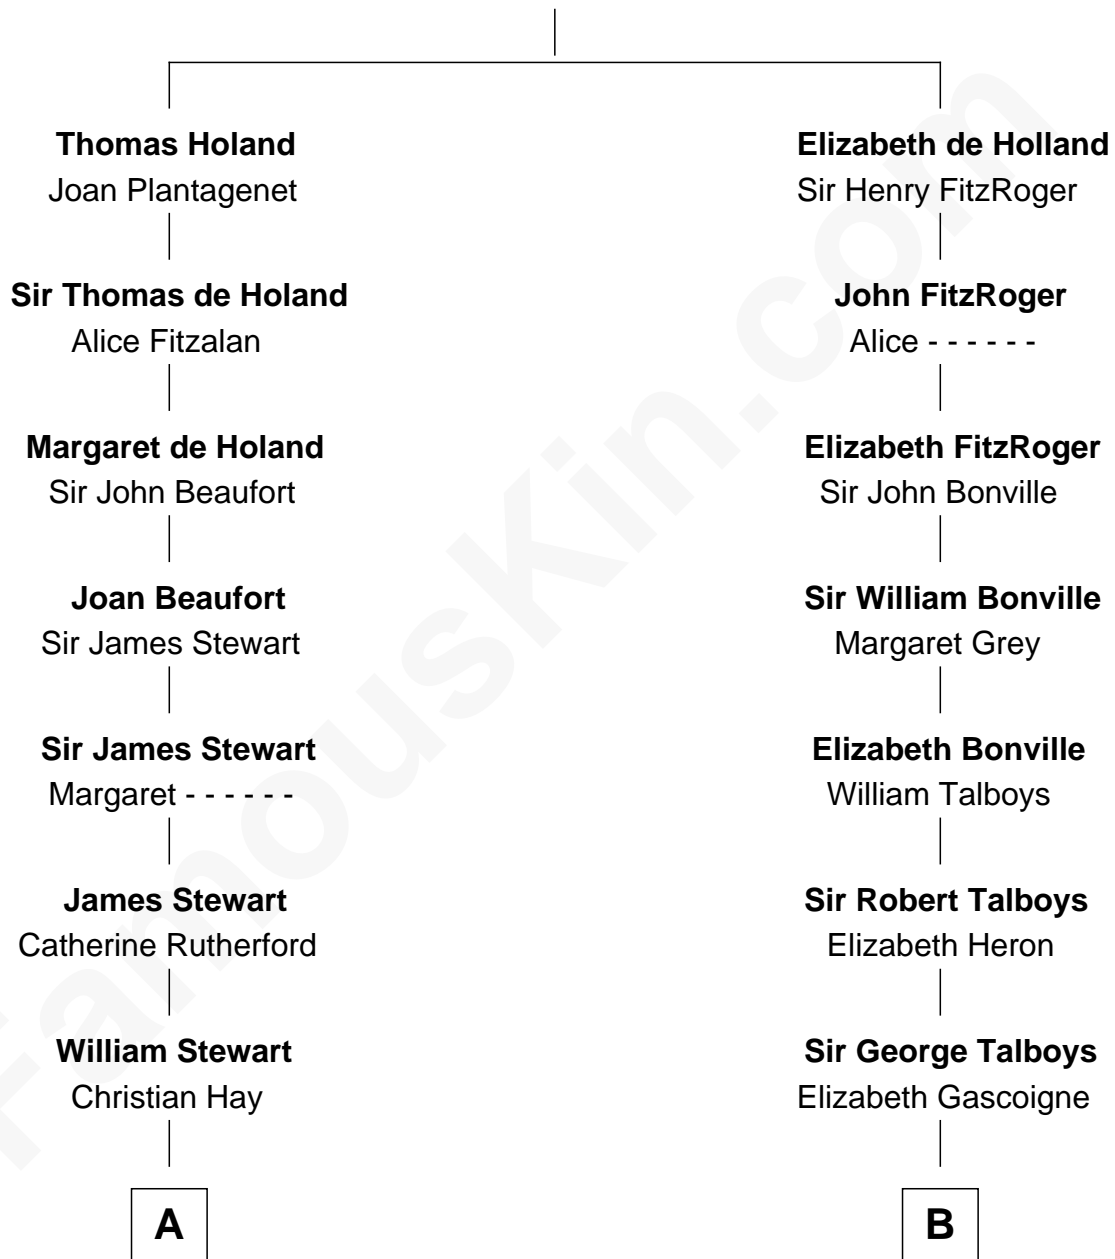 Thomas Holand
Joan Plantagenet
Sir Thomas de Holand
Alice Fitzalan
Margaret de Holand
Sir John Beaufort
Joan Beaufort
Sir James Stewart
Sir James Stewart
Margaret - - - - - -
James Stewart
Catherine Rutherford
William Stewart
Christian Hay
A
Elizabeth de Holland
Sir Henry FitzRoger
John FitzRoger
Alice - - - - - -
Elizabeth FitzRoger
Sir John Bonville
Sir William Bonville
Margaret Grey
Elizabeth Bonville
William Talboys
Sir Robert Talboys
Elizabeth Heron
Sir George Talboys
Elizabeth Gascoigne
B
FamousKin.com